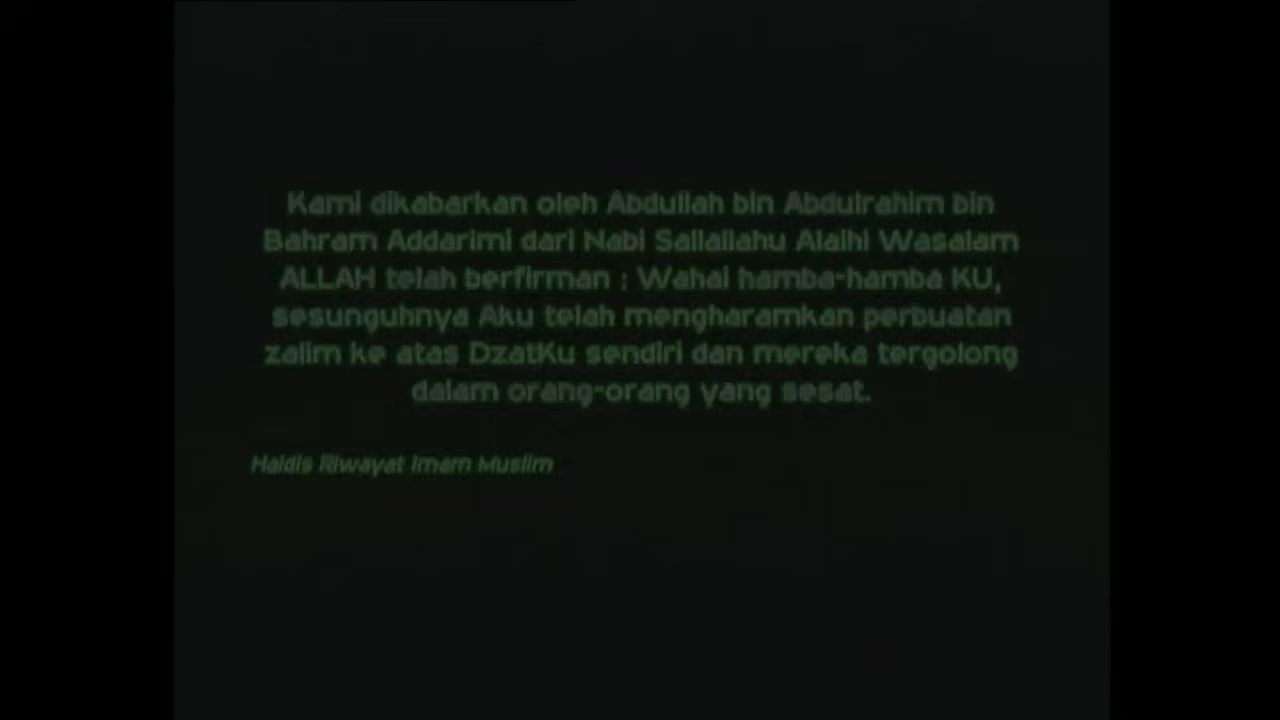 Kami dikabarkan oleh Abdullah bin Abdulrahim bin
Bahram Addarimi dari Nabi Sallallahu Alaihi Wasalam
ALLAH telah berfirman : Wahai hamba-hamba KU,
sesunguhnya Aku telah mengharamkan perbuatan
zalim ke atas DzatKu sendiri dan mereka tergolong
dalam orang-orang yang sesat.
Haidis Riwayat Imam Muslim